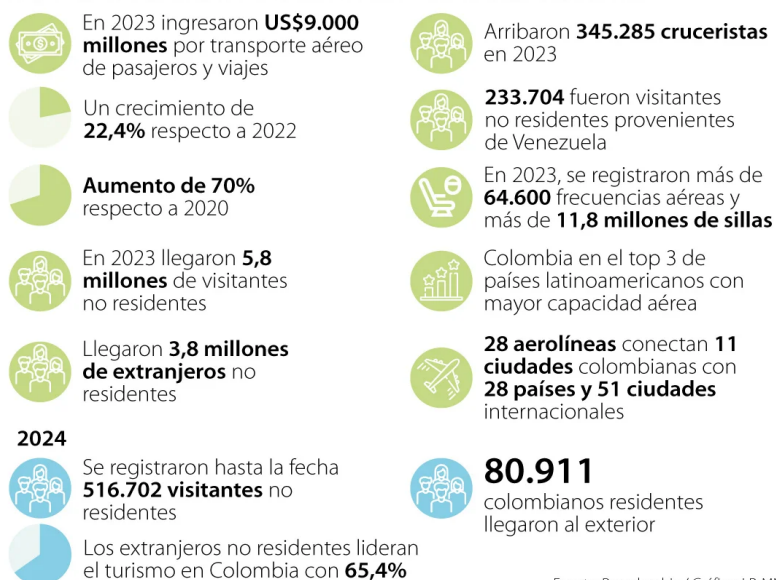 En 2023 ingresaron US$9.000
millones por transporte aéreo
de pasajeros y viajes
Un crecimiento de
22,4% respecto a 2022
Aumento de 70%
respecto a 2020
En 2023 llegaron 5,8
millones de visitantes
no residentes
Llegaron 3,8 millones
de extranjeros no
residentes
Arribaron 345.285 cruceristas
en 2023
233.704 fueron visitantes
no residentes provenientes
de Venezuela
En 2023, se registraron más de
64.600 frecuencias aéreas y
más de 11,8 millones de sillas
Colombia en el top 3 de
países latinoamericanos con
mayor capacidad aérea
28 aerolíneas conectan 11
ciudades colombianas con
28 países y 51 ciudades
internacionales
2024
Se registraron hasta la fecha
516.702 visitantes no
residentes
Los extranjeros no residentes lideran
el turismo en Colombia con 65,4%
80.911
colombianos residentes
llegaron al exterior